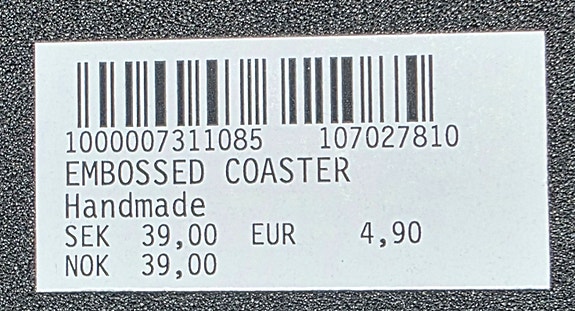 1000007311085 107027810
EMBOSSED COASTER
Handmade
SEK 39,00 EUR 4,90
NOK 39,00